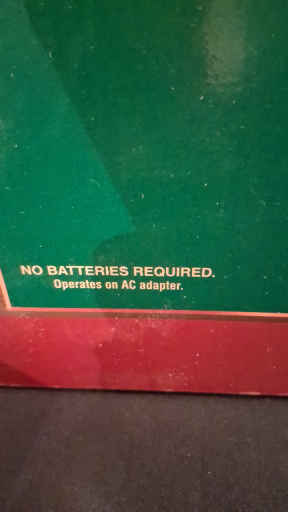 NO BATTERIES REQUIRED.
Operates on AC adapter.